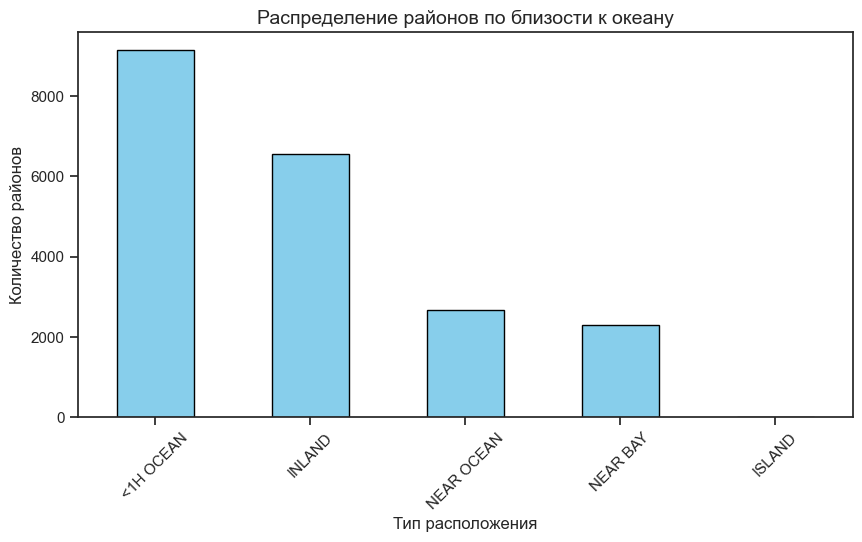 Распределение районов по близости к океану
Количество районов
8000
6000
4000
2000
0
<1H OCEAN
INLAND
NEAR OCEAN
NEAR BAY
ISLAND
Тип расположения